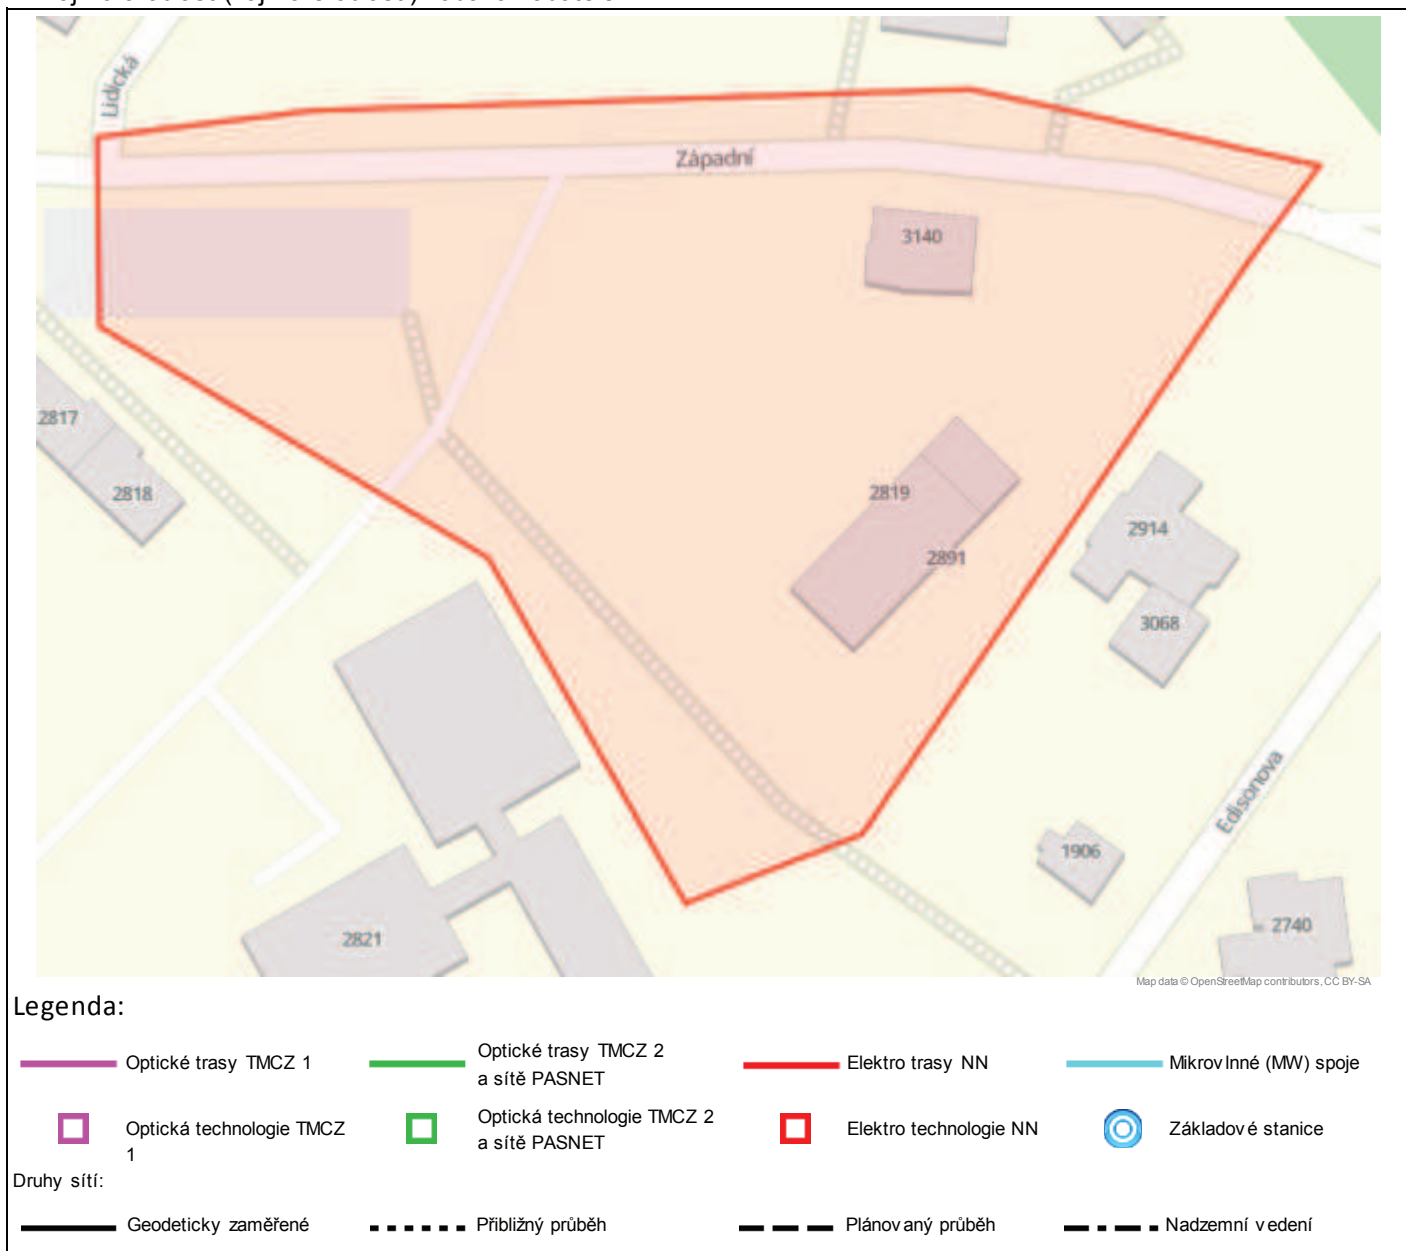 Lidická
Západní
3140
2817
2818
2819
2891
2914
3068
Edisonova
1906
2821
2740
Map data © OpenStreetMap contributors, CC BY-SA
Legenda:
Optické trasy TMCZ 1
Optické trasy TMCZ 2
a sítě PASNET
Elektro trasy NN
Mikrovlnné (MW) spoje
Optická technologie TMCZ
1
Optická technologie TMCZ 2
a sítě PASNET
Elektro technologie NN
Základové stanice
Druhy sítí:
Geodeticky zaměřené
Přibližný průběh
Plánovaný průběh
Nadzemní vedení